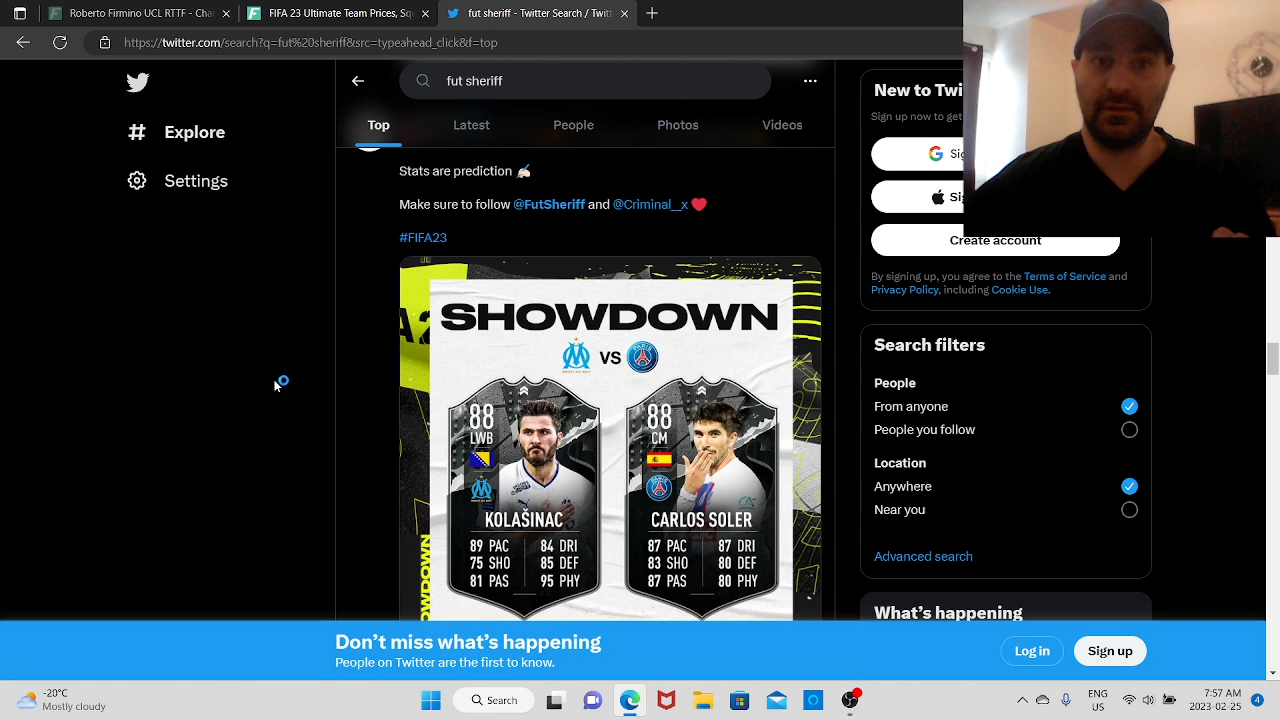 Roberto Firmino UCL RTTF - Cha
FIFA 23 Ultimate Team Prices, Sq
fut sheriff - Twitter Search / Twitt
https://twitter.com/search?q=fut%20sheriff&src=typeahead_click&f=top
fut sheriff
Explore
Settings
Top
Latest
People
Photos
Videos
Stats are prediction ✍🏻
Make sure to follow @FutSheriff and @Criminal__x ❤️
#FIFA23
SHOWDOWN
VS
PARIS
88
LWB
KOLAŠINAC
89 PAC 84 DRI
75 SHO 85 DEF
81 PAS 95 PHY
88
CM
CARLOS SOLER
87 PAC 87 DRI
83 SHO 80 DEF
87 PAS 80 PHY
New to Twi
Sign up now to get
Sig
Sig
Create account
By signing up, you agree to the Terms of Service and
Privacy Policy, including Cookie Use.
Search filters
People
From anyone
People you follow
Location
Anywhere
Near you
Advanced search
What's happening
Don't miss what's happening
People on Twitter are the first to know.
Log in
Sign up
-20°C
Mostly cloudy
Search
ENG
US
7:57 AM
2023-02-25
4